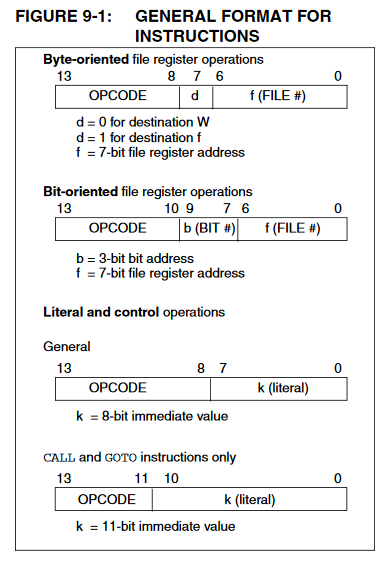 FIGURE 9-1: GENERAL FORMAT FOR
INSTRUCTIONS
Byte-oriented file register operations
13 8 7 6 0
OPCODE d f (FILE #)
d = 0 for destination W
d = 1 for destination f
f = 7-bit file register address
Bit-oriented file register operations
13 10 9 7 6 0
OPCODE b (BIT #) f (FILE #)
b = 3-bit bit address
f = 7-bit file register address
Literal and control operations
General
13 8 7 0
OPCODE k (literal)
k = 8-bit immediate value
CALL and GOTO instructions only
13 11 10 0
OPCODE k (literal)
k = 11-bit immediate value